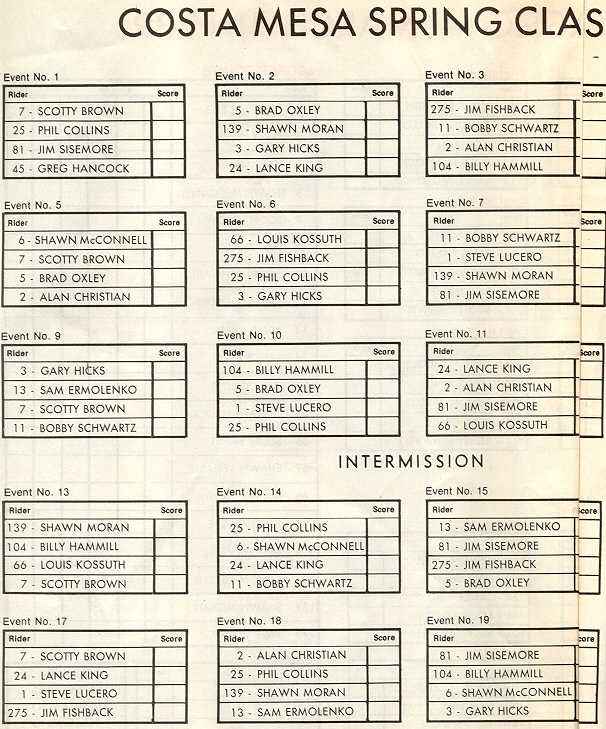 COSTA MESA SPRING CLAS
Event No. 1
Rider Score
7 - SCOTTY BROWN
25 - PHIL COLLINS
81 - JIM SISEMORE
45 - GREG HANCOCK
Event No. 2
Rider Score
5 - BRAD OXLEY
139 - SHAWN MORAN
3 - GARY HICKS
24 - LANCE KING
Event No. 3
Rider Score
275 - JIM FISHBACK
11 - BOBBY SCHWARTZ
2 - ALAN CHRISTIAN
104 - BILLY HAMMILL
Event No. 5
Rider Score
6 - SHAWN McCONNELL
7 - SCOTTY BROWN
5 - BRAD OXLEY
2 - ALAN CHRISTIAN
Event No. 6
Rider Score
66 - LOUIS KOSSUTH
275 - JIM FISHBACK
25 - PHIL COLLINS
3 - GARY HICKS
Event No. 7
Rider Score
11 - BOBBY SCHWARTZ
1 - STEVE LUCERO
139 - SHAWN MORAN
81 - JIM SISEMORE
Event No. 9
Rider Score
3 - GARY HICKS
13 - SAM ERMOLENKO
7 - SCOTTY BROWN
11 - BOBBY SCHWARTZ
Event No. 10
Rider Score
104 - BILLY HAMMILL
5 - BRAD OXLEY
1 - STEVE LUCERO
25 - PHIL COLLINS
Event No. 11
Rider Score
24 - LANCE KING
2 - ALAN CHRISTIAN
81 - JIM SISEMORE
66 - LOUIS KOSSUTH
INTERMISSION
Event No. 13
Rider Score
139 - SHAWN MORAN
104 - BILLY HAMMILL
66 - LOUIS KOSSUTH
7 - SCOTTY BROWN
Event No. 14
Rider Score
25 - PHIL COLLINS
6 - SHAWN McCONNELL
24 - LANCE KING
11 - BOBBY SCHWARTZ
Event No. 15
Rider Score
13 - SAM ERMOLENKO
81 - JIM SISEMORE
275 - JIM FISHBACK
5 - BRAD OXLEY
Event No. 17
Rider Score
7 - SCOTTY BROWN
24 - LANCE KING
1 - STEVE LUCERO
275 - JIM FISHBACK
Event No. 18
Rider Score
2 - ALAN CHRISTIAN
25 - PHIL COLLINS
139 - SHAWN MORAN
13 - SAM ERMOLENKO
Event No. 19
Rider core
81 - JIM SISEMORE
104 - BILLY HAMMILL
6 - SHAWN McCONNELL
3 - GARY HICKS